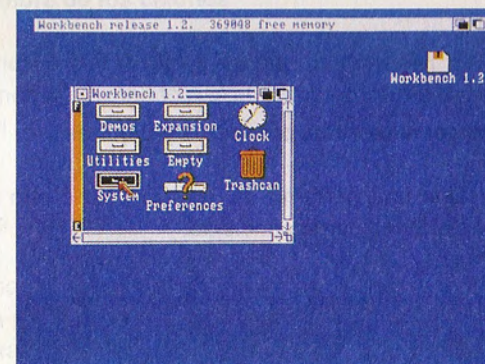 Workbench release 1.2.   369848 free memory
Workbench 1.2
Workbench 1.2
Demos Expansion Clock
Utilities Empty Trashcan
System Preferences